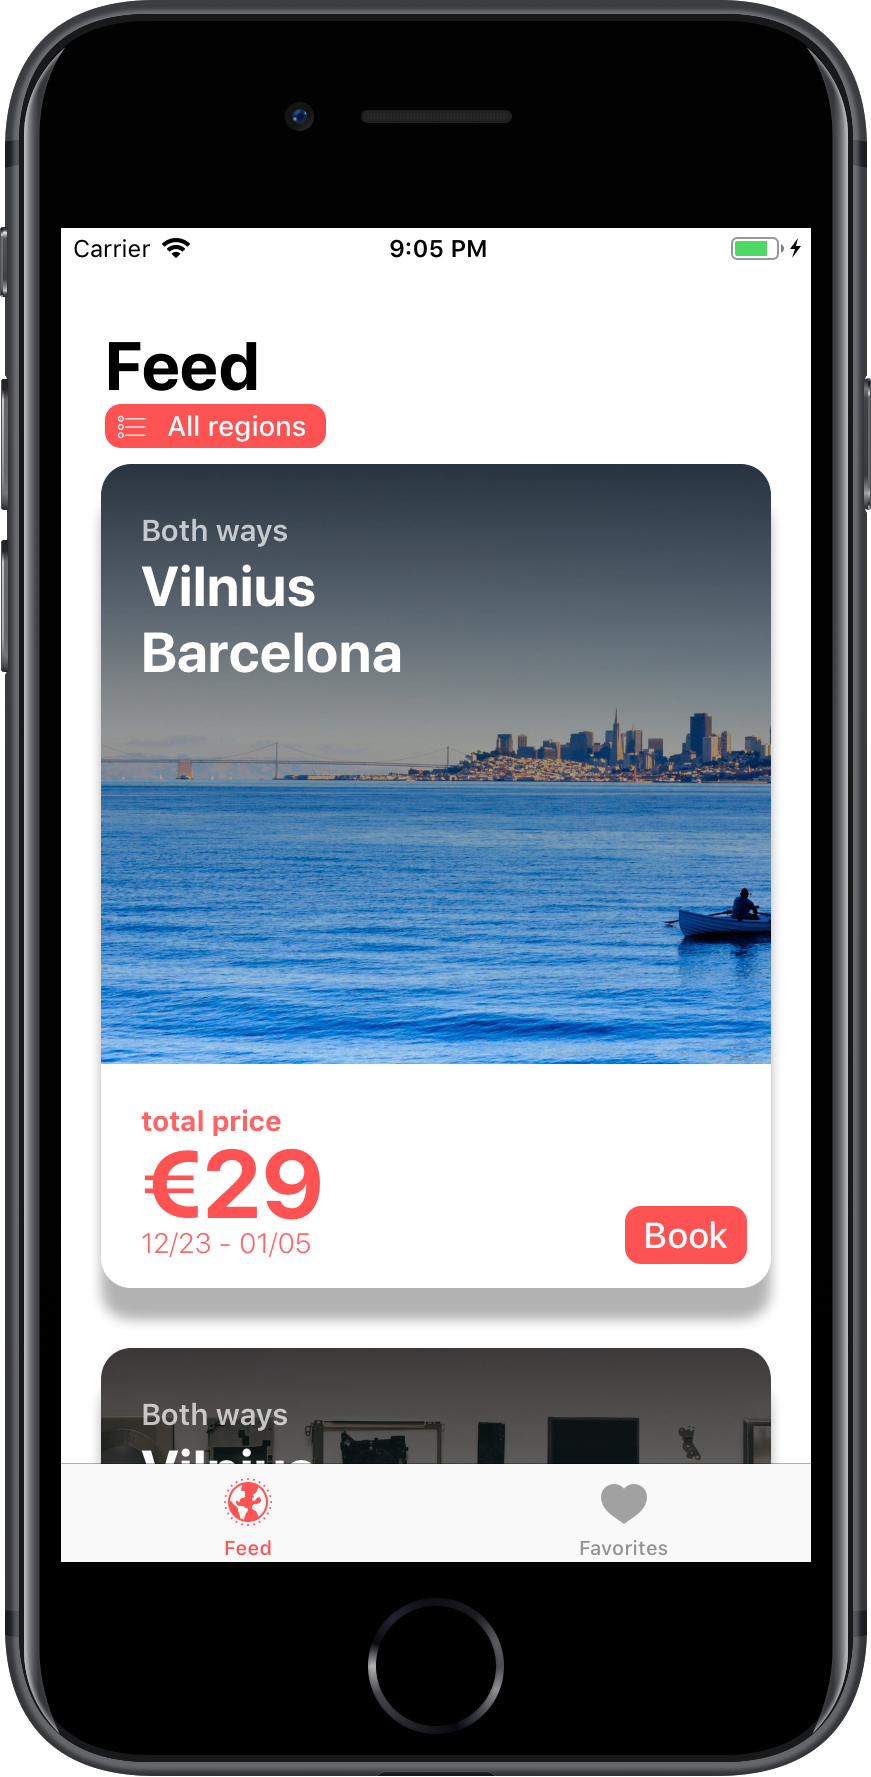 Carrier
9:05 PM
Feed
All regions
Both ways
Vilnius
Barcelona
total price
€29
12/23 - 01/05
Book
Both ways
Vilnius
Feed
Favorites